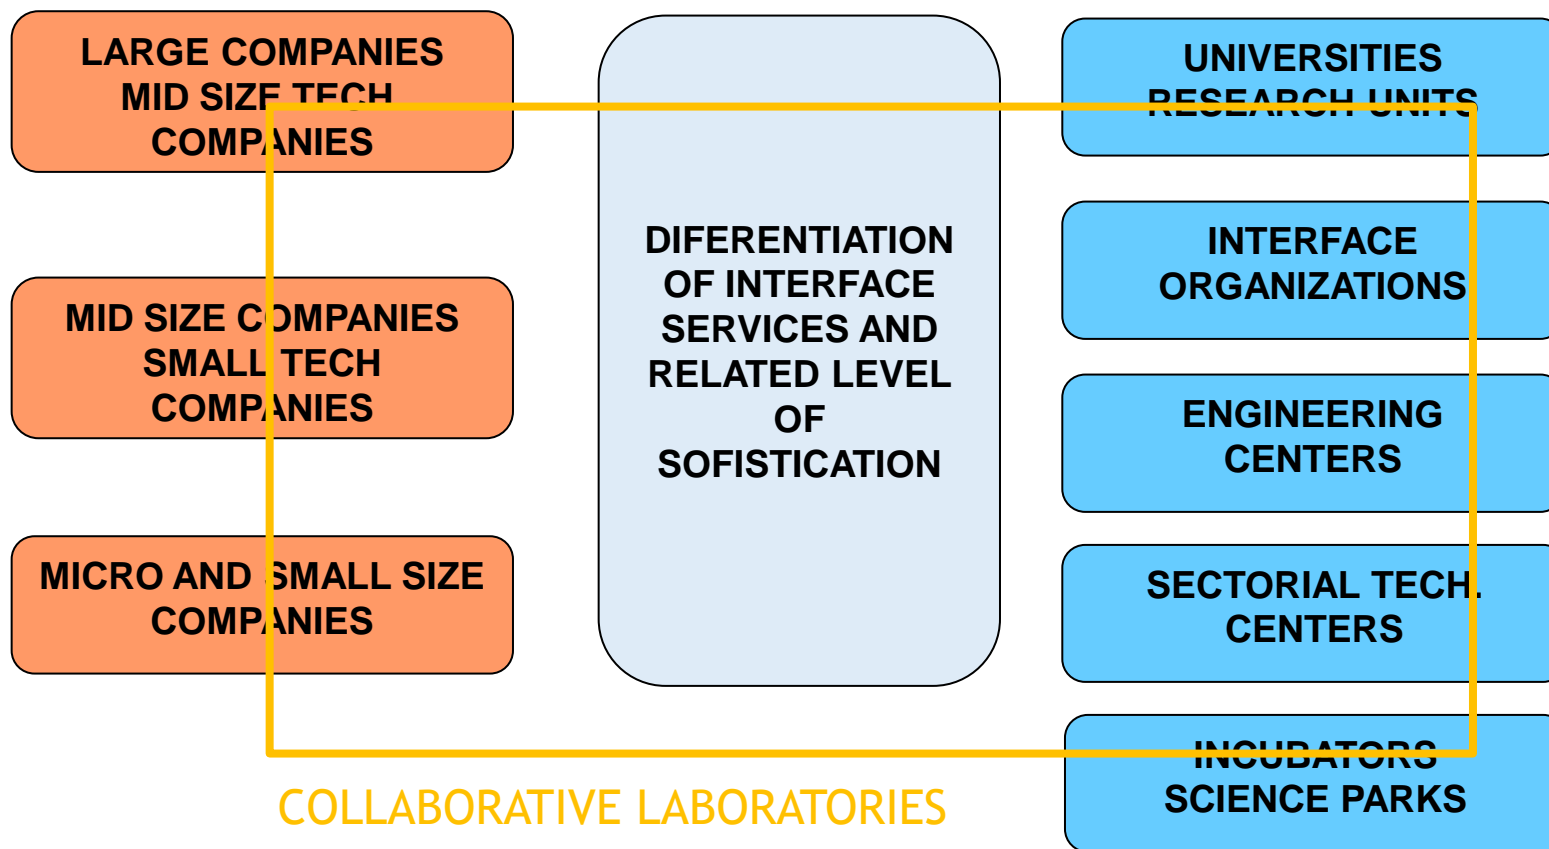 LARGE COMPANIES
MID SIZE TECH
COMPANIES
MID SIZE COMPANIES
SMALL TECH
COMPANIES
MICRO AND SMALL SIZE
COMPANIES
DIFERENTIATION
OF INTERFACE
SERVICES AND
RELATED LEVEL
OF
SOFISTICATION
UNIVERSITIES
RESEARCH UNITS
INTERFACE
ORGANIZATIONS
ENGINEERING
CENTERS
SECTORIAL TECH.
CENTERS
INCUBATORS
SCIENCE PARKS
COLLABORATIVE LABORATORIES